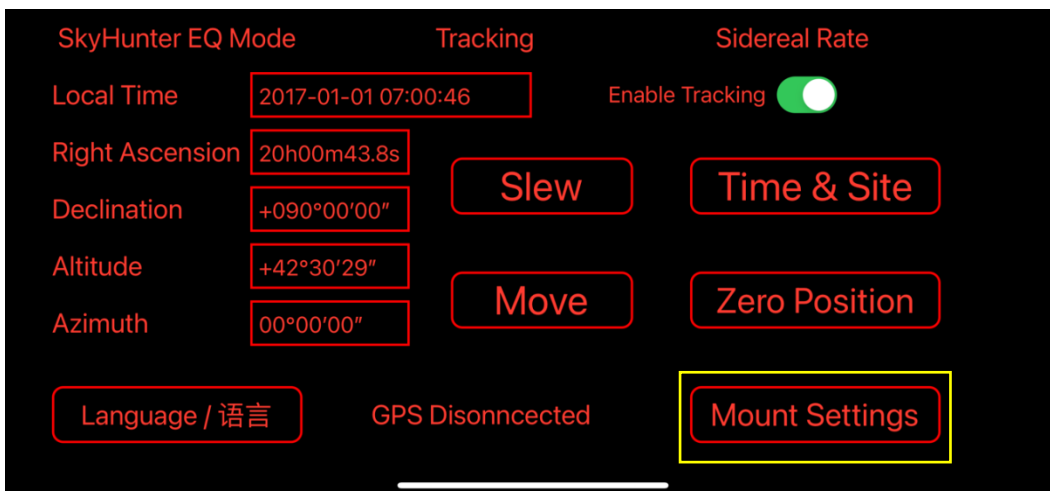 SkyHunter EQ Mode Tracking Sidereal Rate
Local Time 2017-01-01 07:00:46 Enable Tracking
Right Ascension 20h00m43.8s
Slew Time & Site
Declination +090°00'00"
Altitude +42°30'29"
Move Zero Position
Azimuth 00°00'00"
Language / 语言 GPS Disonncected Mount Settings